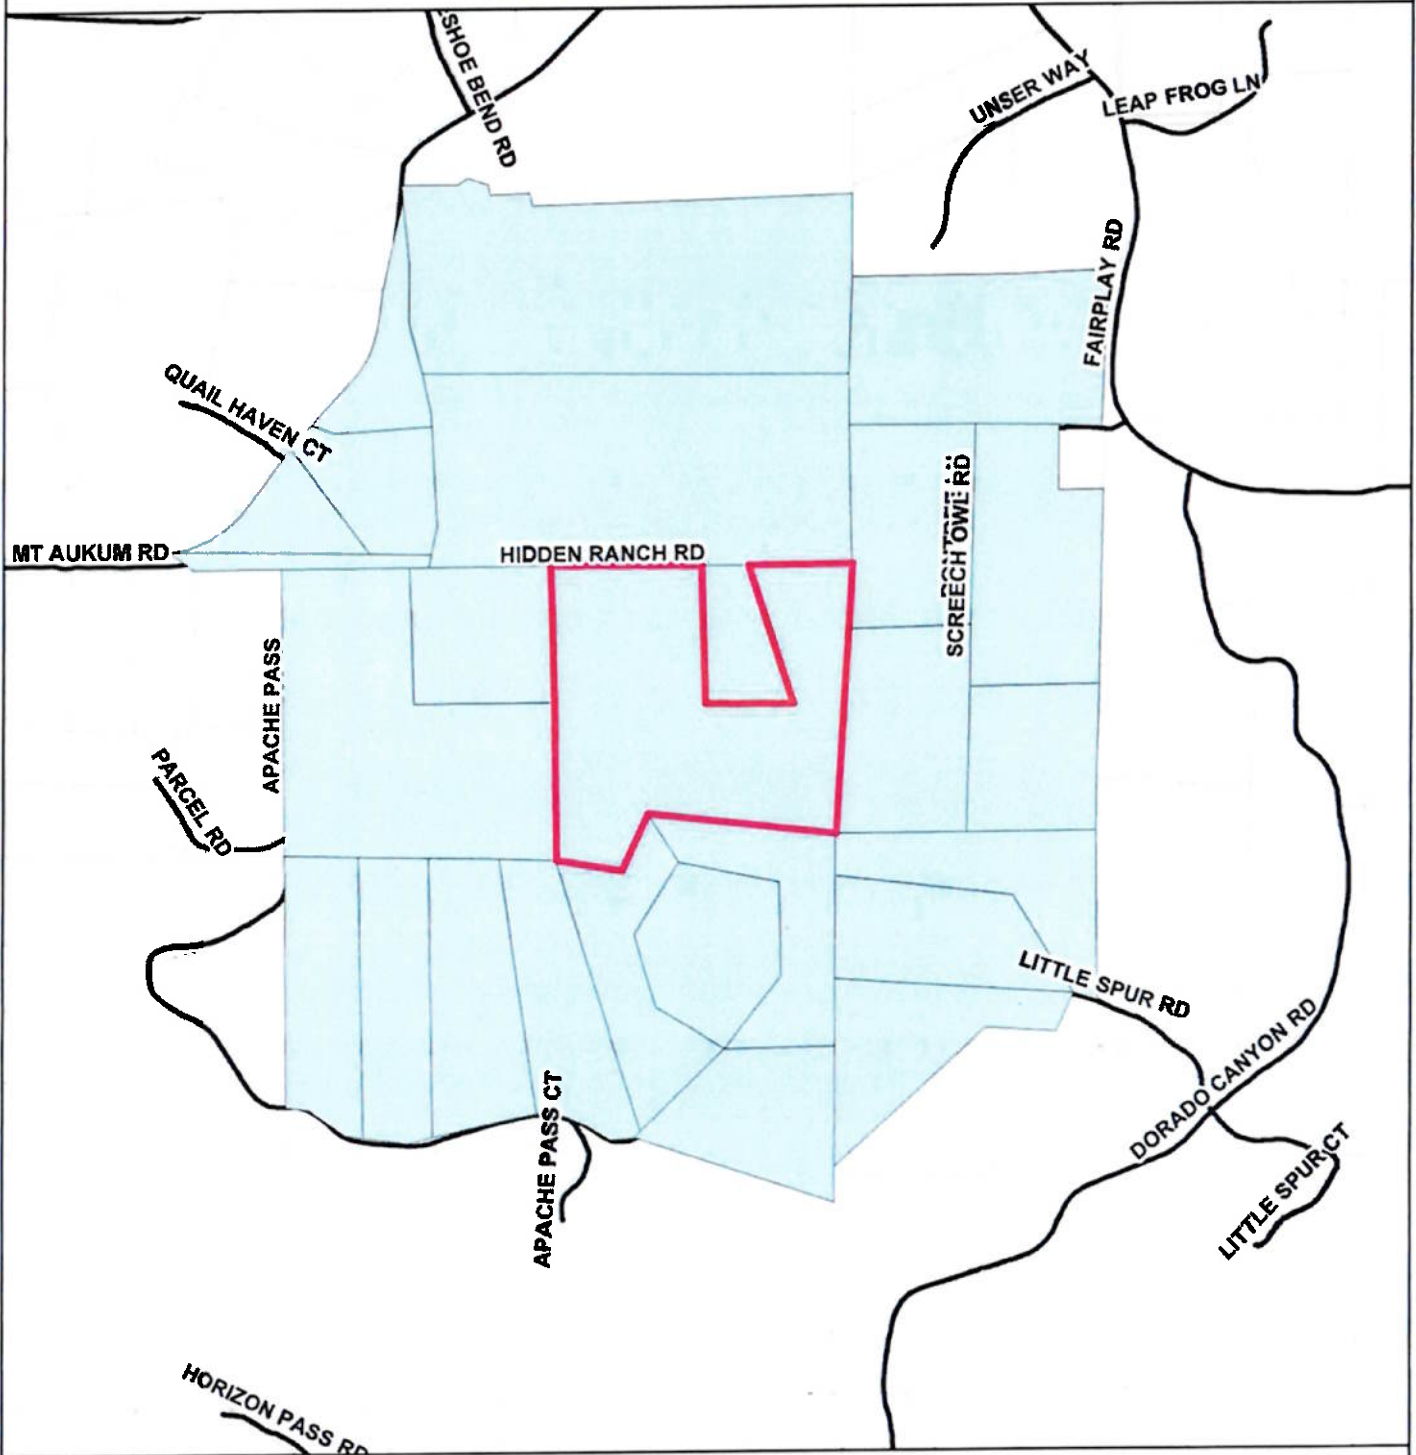 SHOE BEND RD
UNSER WAY
LEAP FROG LN
FAIRPLAY RD
QUAIL HAVEN CT
SCREECH OWL RD
MT AUKUM RD
HIDDEN RANCH RD
APACHE PASS
PARCEL RD
LITTLE SPUR RD
DORADO CANYON RD
APACHE PASS CT
LITTLE SPUR CT
HORIZON PASS RD